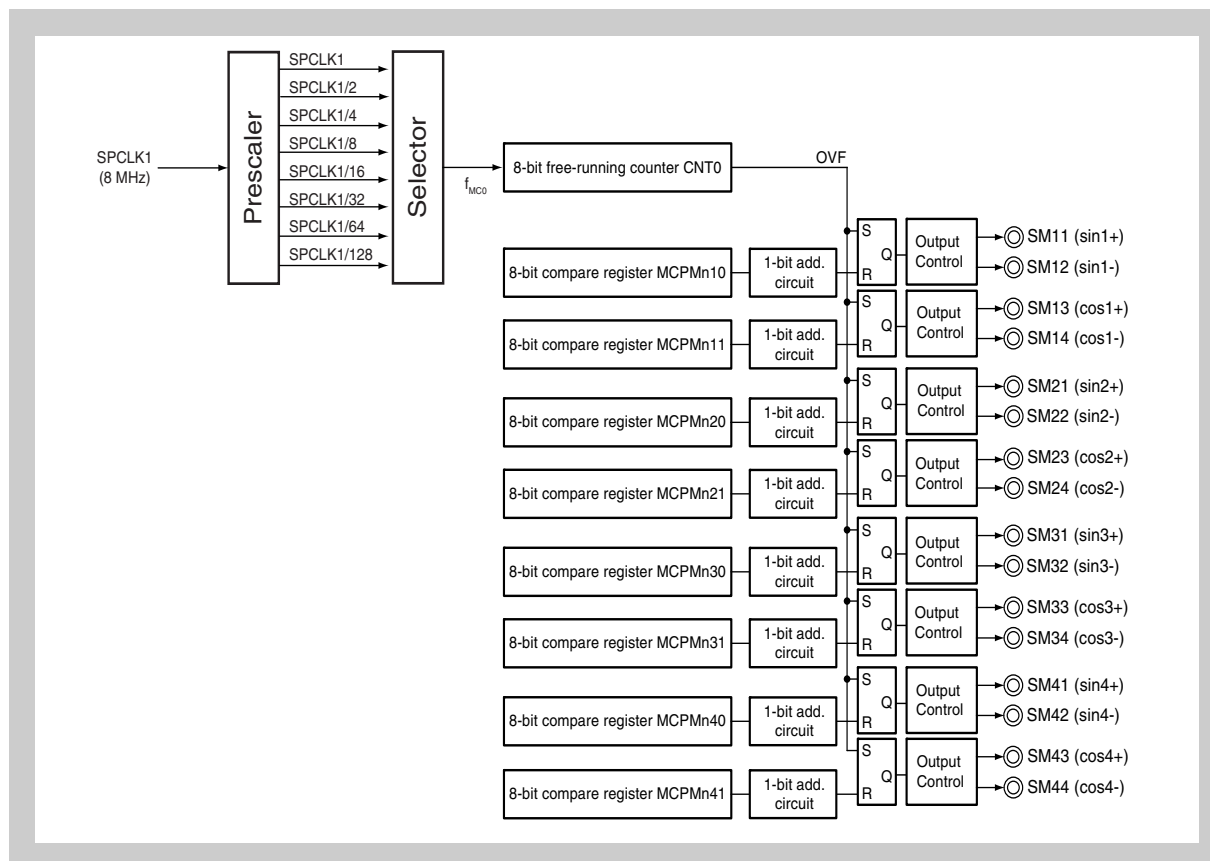 SPCLK1
(8 MHz)
Prescaler
SPCLK1
SPCLK1/2
SPCLK1/4
SPCLK1/8
SPCLK1/16
SPCLK1/32
SPCLK1/64
SPCLK1/128
Selector
fMC0
8-bit free-running counter CNT0
OVF
8-bit compare register MCPMn10
1-bit add.
circuit
S
Q
R
Output
Control
SM11 (sin1+)
SM12 (sin1-)
8-bit compare register MCPMn11
1-bit add.
circuit
S
Q
R
Output
Control
SM13 (cos1+)
SM14 (cos1-)
8-bit compare register MCPMn20
1-bit add.
circuit
S
Q
R
Output
Control
SM21 (sin2+)
SM22 (sin2-)
8-bit compare register MCPMn21
1-bit add.
circuit
S
Q
R
Output
Control
SM23 (cos2+)
SM24 (cos2-)
8-bit compare register MCPMn30
1-bit add.
circuit
S
Q
R
Output
Control
SM31 (sin3+)
SM32 (sin3-)
8-bit compare register MCPMn31
1-bit add.
circuit
S
Q
R
Output
Control
SM33 (cos3+)
SM34 (cos3-)
8-bit compare register MCPMn40
1-bit add.
circuit
S
Q
R
Output
Control
SM41 (sin4+)
SM42 (sin4-)
8-bit compare register MCPMn41
1-bit add.
circuit
S
Q
R
Output
Control
SM43 (cos4+)
SM44 (cos4-)